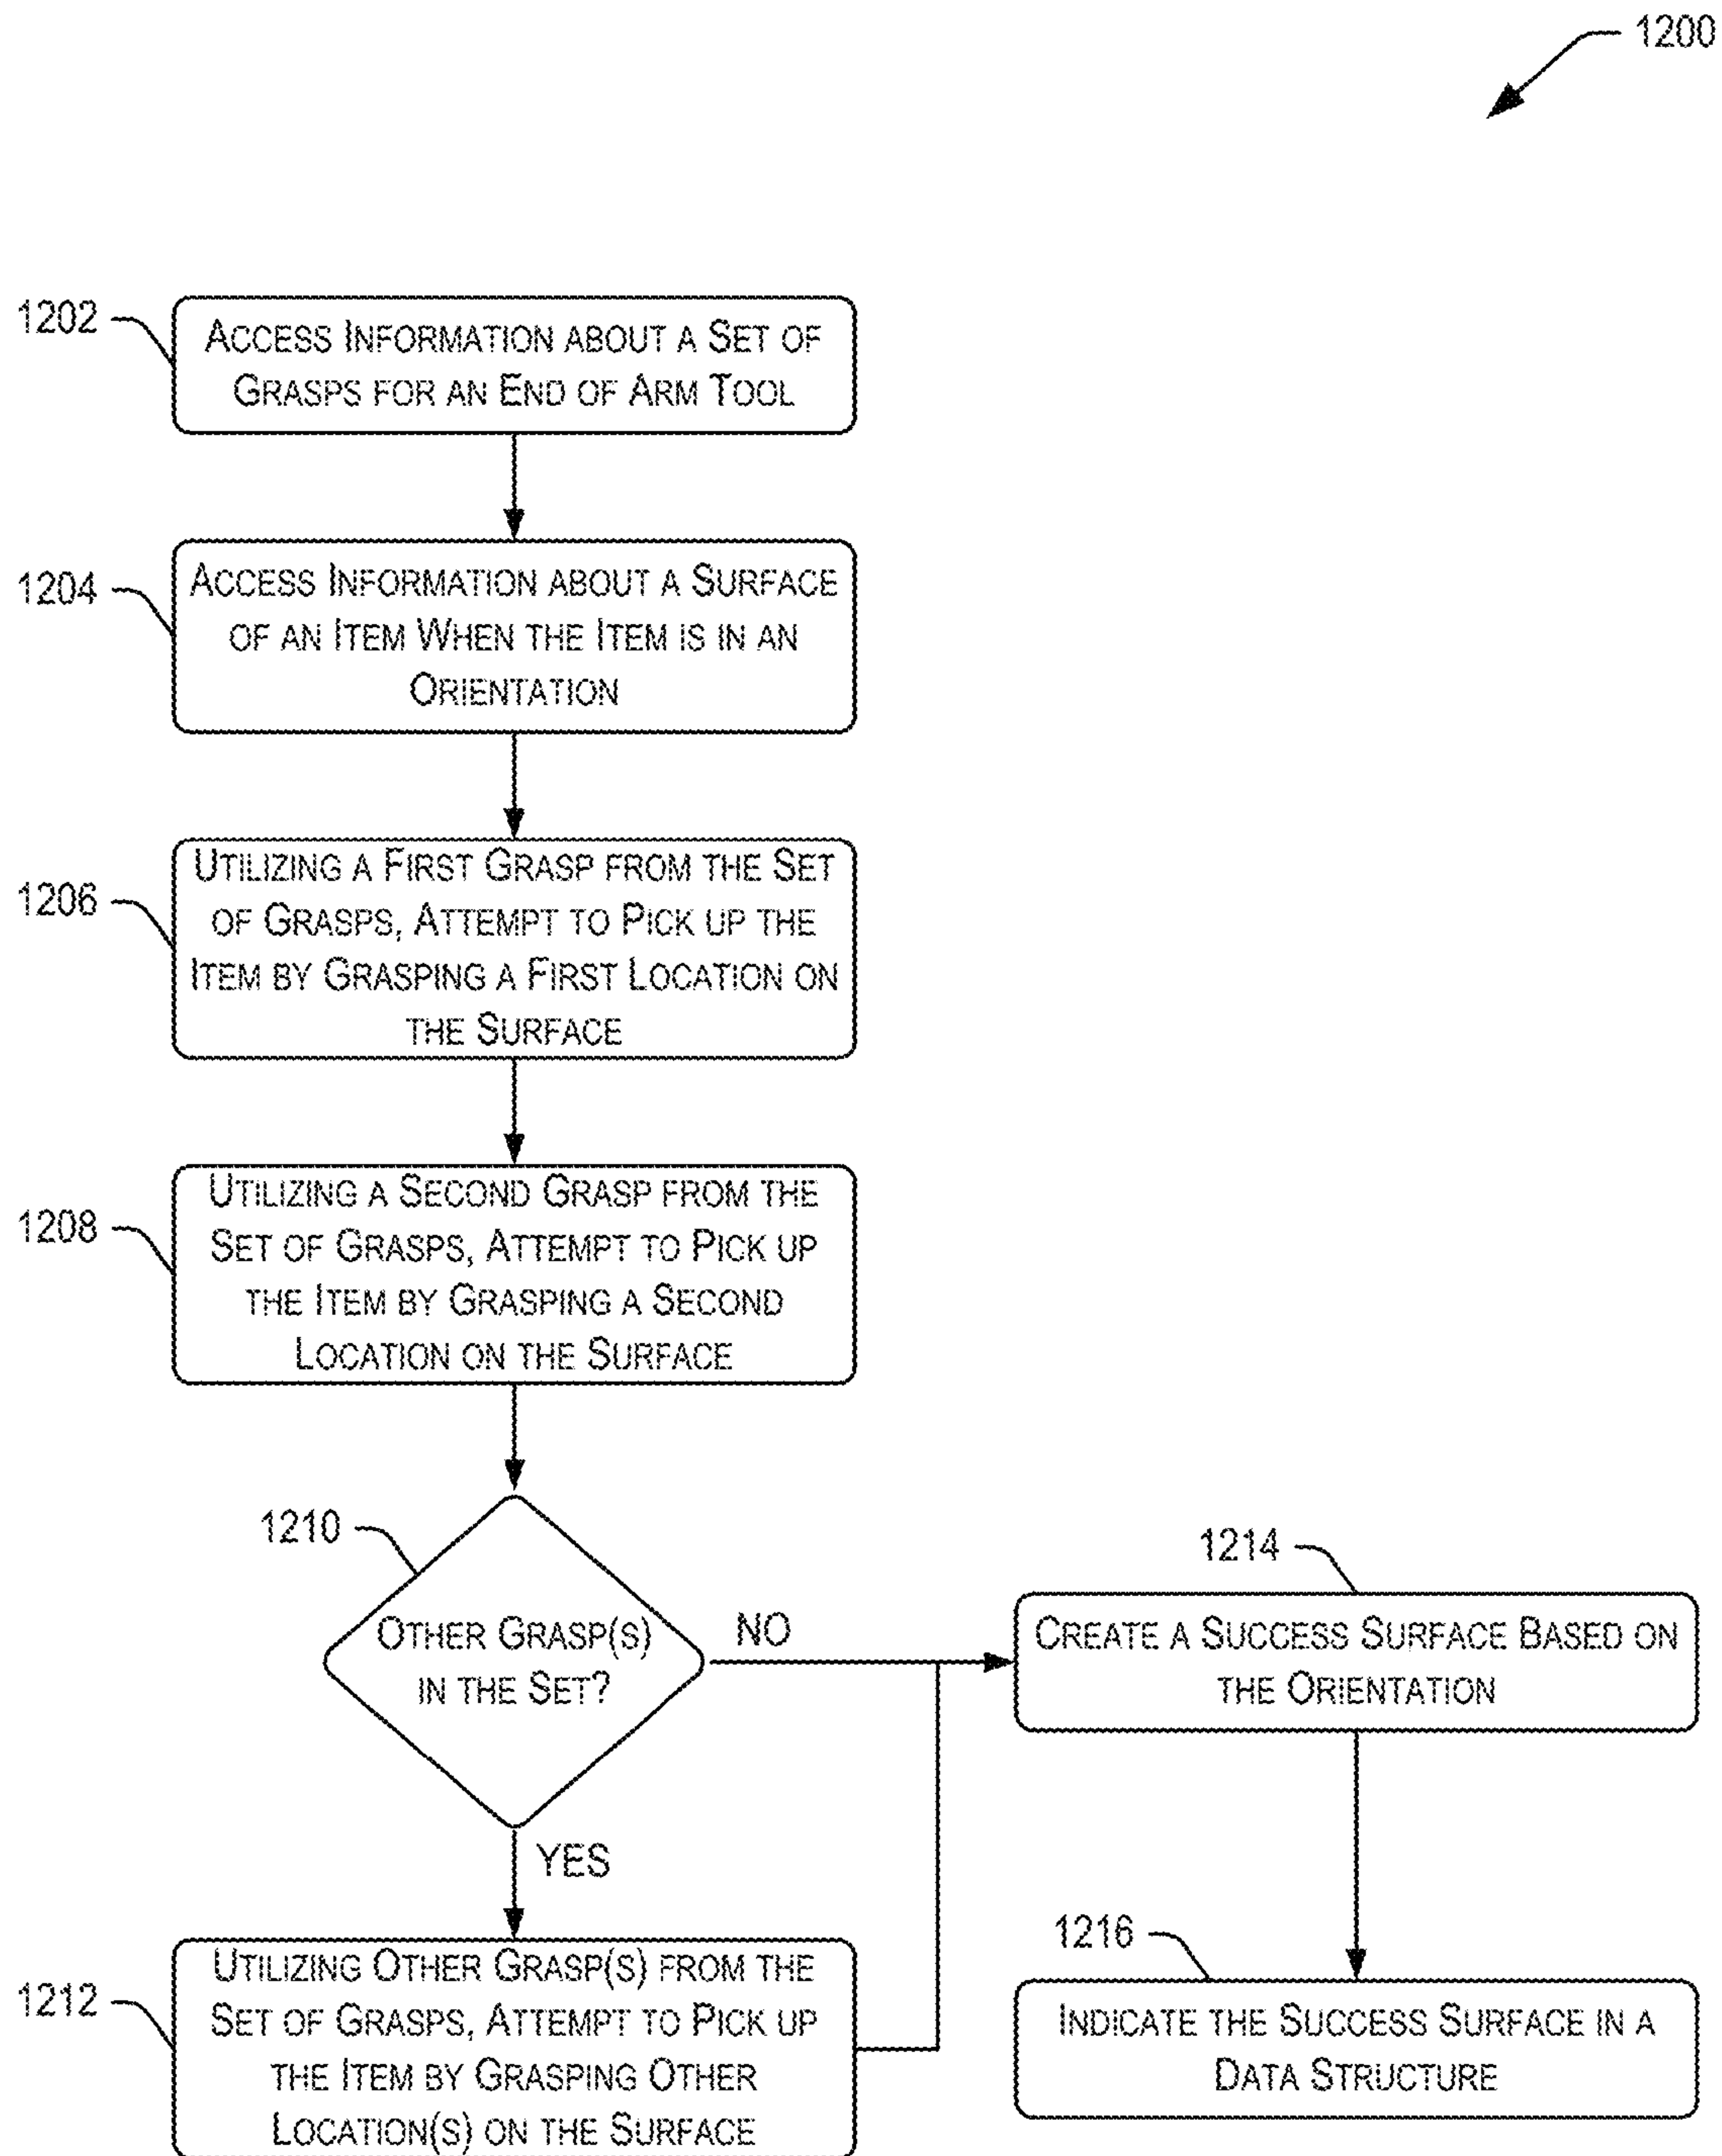 1200
1202
ACCESS INFORMATION ABOUT A SET OF
GRASPS FOR AN END OF ARM TOOL
1204
ACCESS INFORMATION ABOUT A SURFACE
OF AN ITEM WHEN THE ITEM IS IN AN
ORIENTATION
1206
UTILIZING A FIRST GRASP FROM THE SET
OF GRASPS, ATTEMPT TO PICK UP THE
ITEM BY GRASPING A FIRST LOCATION ON
THE SURFACE
1208
UTILIZING A SECOND GRASP FROM THE
SET OF GRASPS, ATTEMPT TO PICK UP
THE ITEM BY GRASPING A SECOND
LOCATION ON THE SURFACE
1210
OTHER GRASP(S)
IN THE SET?
NO
YES
1212
UTILIZING OTHER GRASP(S) FROM THE
SET OF GRASPS, ATTEMPT TO PICK UP
THE ITEM BY GRASPING OTHER
LOCATION(S) ON THE SURFACE
1214
CREATE A SUCCESS SURFACE BASED ON
THE ORIENTATION
1216
INDICATE THE SUCCESS SURFACE IN A
DATA STRUCTURE